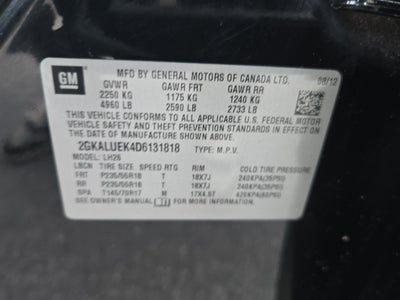 GM
MFD BY GENERAL MOTORS OF CANADA LTD. 08/12
GVWR GAWR FRT GAWR RR
2250 KG 1175 KG 1240 KG
4960 LB 2590 LB 2733 LB
THIS VEHICLE CONFORMS TO ALL APPLICABLE U.S. FEDERAL MOTOR
VEHICLE SAFETY AND THEFT PREVENTION STANDARDS IN EFFECT ON
THE DATE OF MANUFACTURE SHOWN ABOVE.
2GKALUEK4D6131818 TYPE: M.P.V.
MODEL: LH26
LBCN TIRE SIZE SPEED RTG RIM COLD TIRE PRESSURE
FRT P235/55R18 T 18X7J 240KPA(35PSI)
RR P235/55R18 T 18X7J 240KPA(35PSI)
SPA T145/70R17 M 17X4.5T 420KPA(60PSI)
SEE OWNER'S MANUAL FOR ADDITIONAL INFORMATION